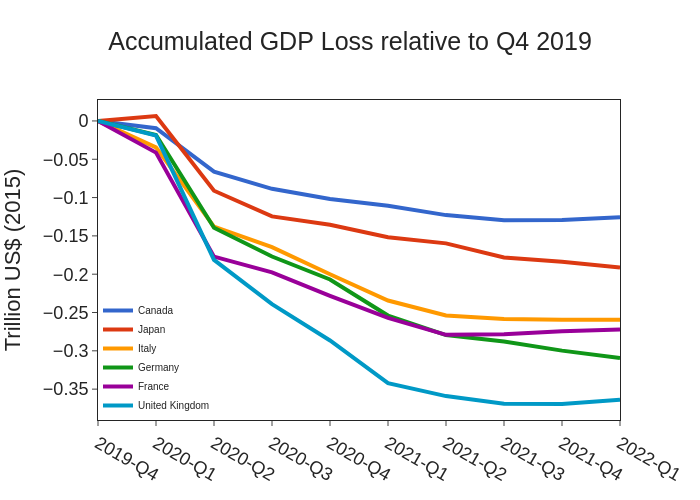 Accumulated GDP Loss relative to Q4 2019
Trillion US$ (2015)
0
−0.05
−0.1
−0.15
−0.2
−0.25
−0.3
−0.35
Canada
Japan
Italy
Germany
France
United Kingdom
2019-Q4
2020-Q1
2020-Q2
2020-Q3
2020-Q4
2021-Q1
2021-Q2
2021-Q3
2021-Q4
2022-Q1